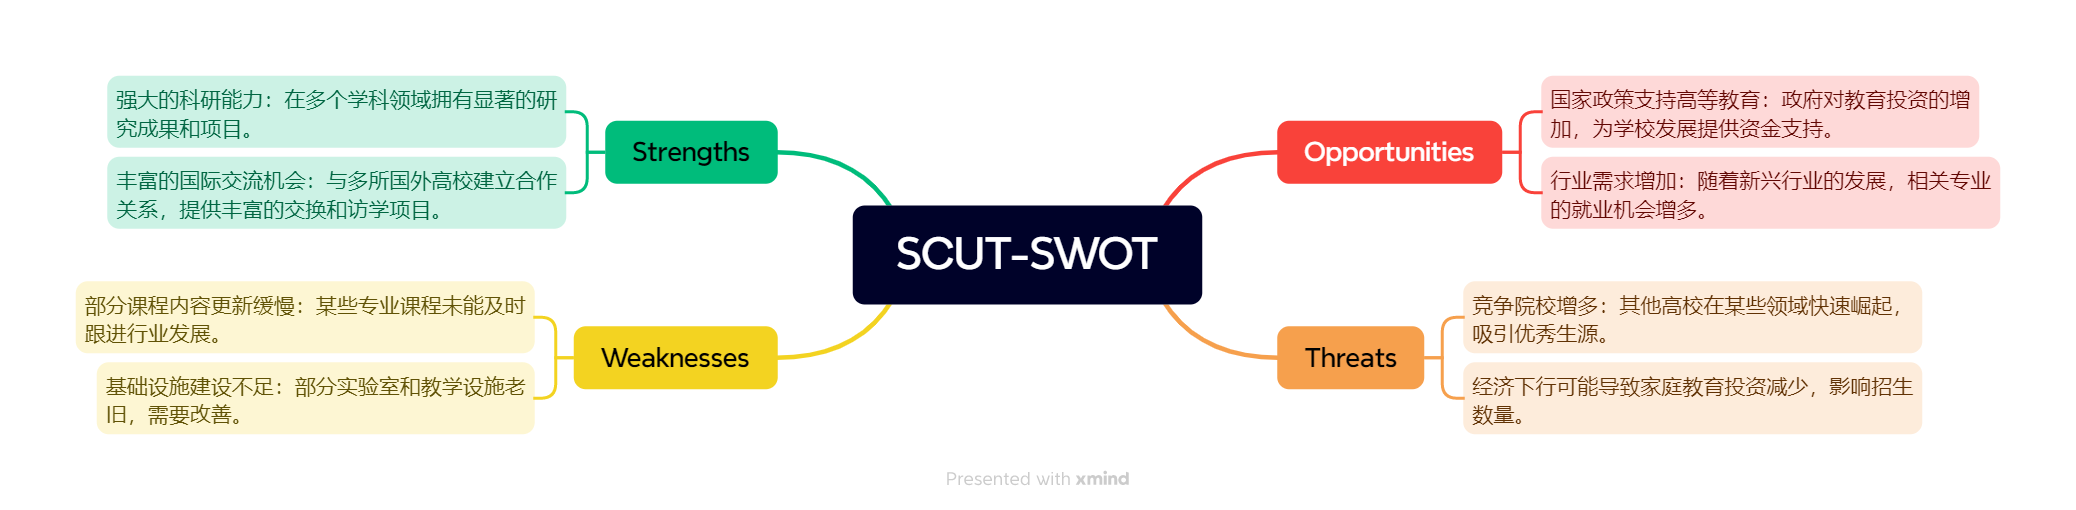 SCUT-SWOT
Strengths
强大的科研能力：在多个学科领域拥有显著的研
究成果和项目。
丰富的国际交流机会：与多所国外高校建立合作
关系，提供丰富的交换和访学项目。
Weaknesses
部分课程内容更新缓慢：某些专业课程未能及时
跟进行业发展。
基础设施建设不足：部分实验室和教学设施老
旧，需要改善。
Opportunities
国家政策支持高等教育：政府对教育投资的增
加，为学校发展提供资金支持。
行业需求增加：随着新兴行业的发展，相关专业
的就业机会增多。
Threats
竞争院校增多：其他高校在某些领域快速崛起，
吸引优秀生源。
经济下行可能导致家庭教育投资减少，影响招生
数量。
Presented with xmind